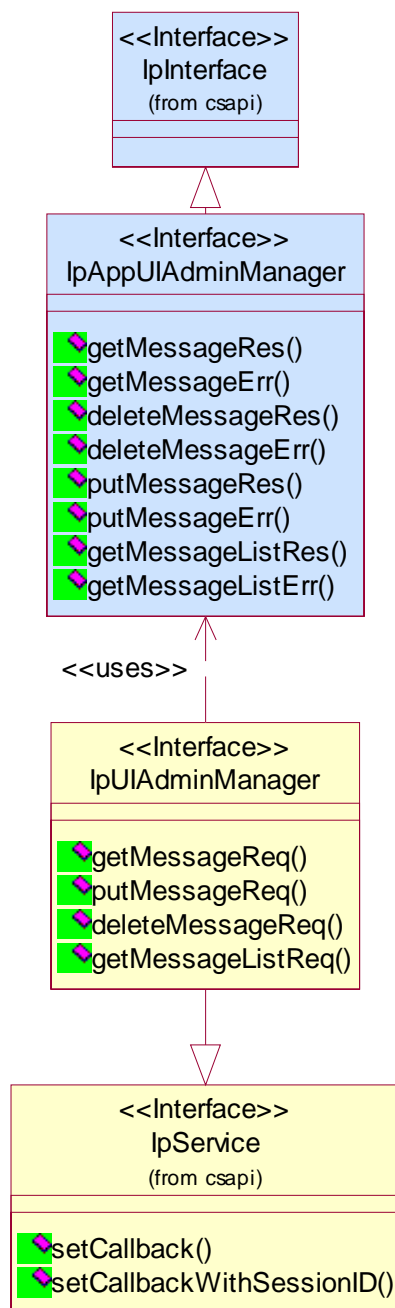 <<Interface>>
IpInterface
(from csapi)
<<Interface>>
IpAppUIAdminManager
getMessageRes()
getMessageErr()
deleteMessageRes()
deleteMessageErr()
putMessageRes()
putMessageErr()
getMessageListRes()
getMessageListErr()
<<uses>>
<<Interface>>
IpUIAdminManager
getMessageReq()
putMessageReq()
deleteMessageReq()
getMessageListReq()
<<Interface>>
IpService
(from csapi)
setCallback()
setCallbackWithSessionID()